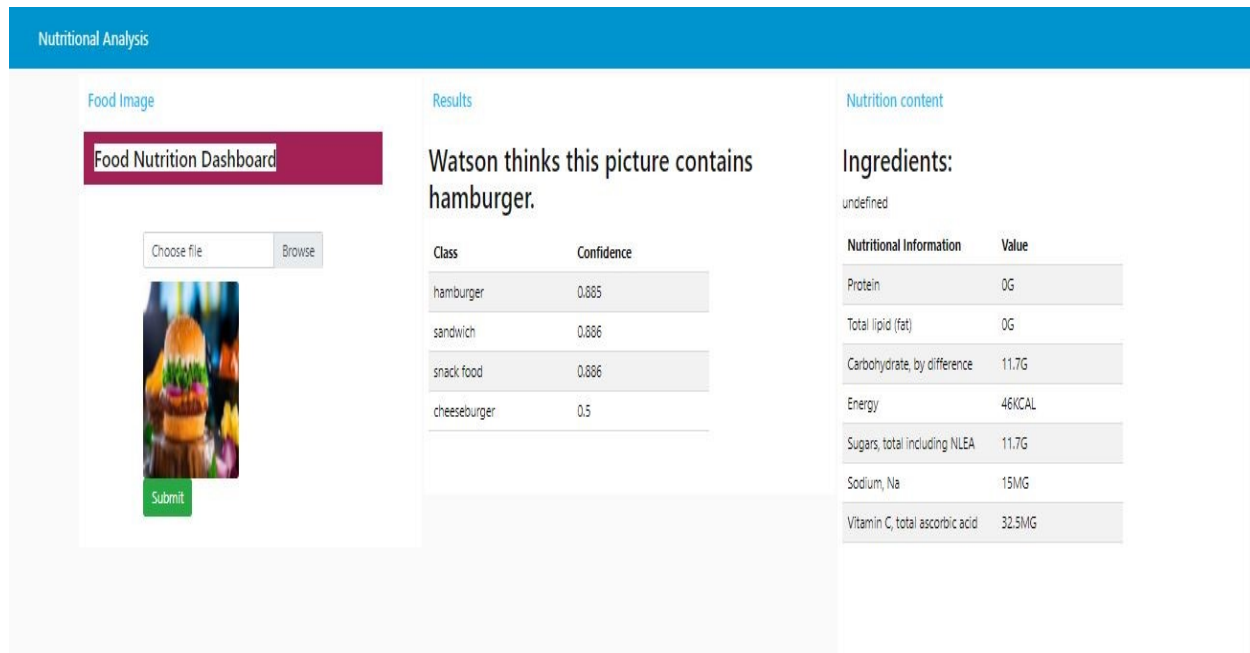 Nutritional Analysis
Food Image
Food Nutrition Dashboard
Choose file Browse
Submit
Results
Watson thinks this picture contains
hamburger.
Class Confidence
hamburger 0.885
sandwich 0.886
snack food 0.886
cheeseburger 0.5
Nutrition content
Ingredients:
undefined
Nutritional Information Value
Protein 0G
Total lipid (fat) 0G
Carbohydrate, by difference 11.7G
Energy 46KCAL
Sugars, total including NLEA 11.7G
Sodium, Na 15MG
Vitamin C, total ascorbic acid 32.5MG